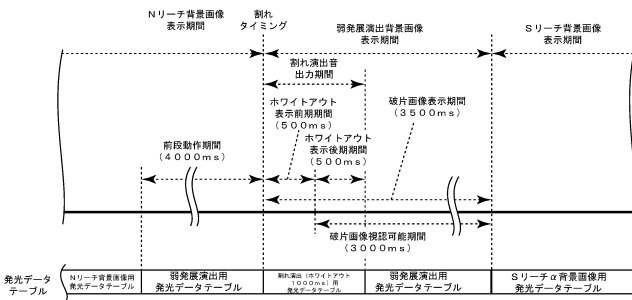 Nリーチ背景画像
表示期間
割れ
タイミング
弱発展演出背景画像
表示期間
Sリーチ背景画像
表示期間
割れ演出音
出力期間
ホワイトアウト
表示前期期間
(500ms)
破片画像表示期間
(3500ms)
ホワイトアウト
表示後期期間
(500ms)
前段動作期間
(4000ms)
破片画像視認可能期間
(3000ms)
発光データ
テーブル
Nリーチ背景画像用
発光データテーブル
弱発展演出用
発光データテーブル
割れ演出(ホワイトアウト
1000ms)用
発光データテーブル
弱発展演出用
発光データテーブル
Sリーチα背景画像用
発光データテーブル